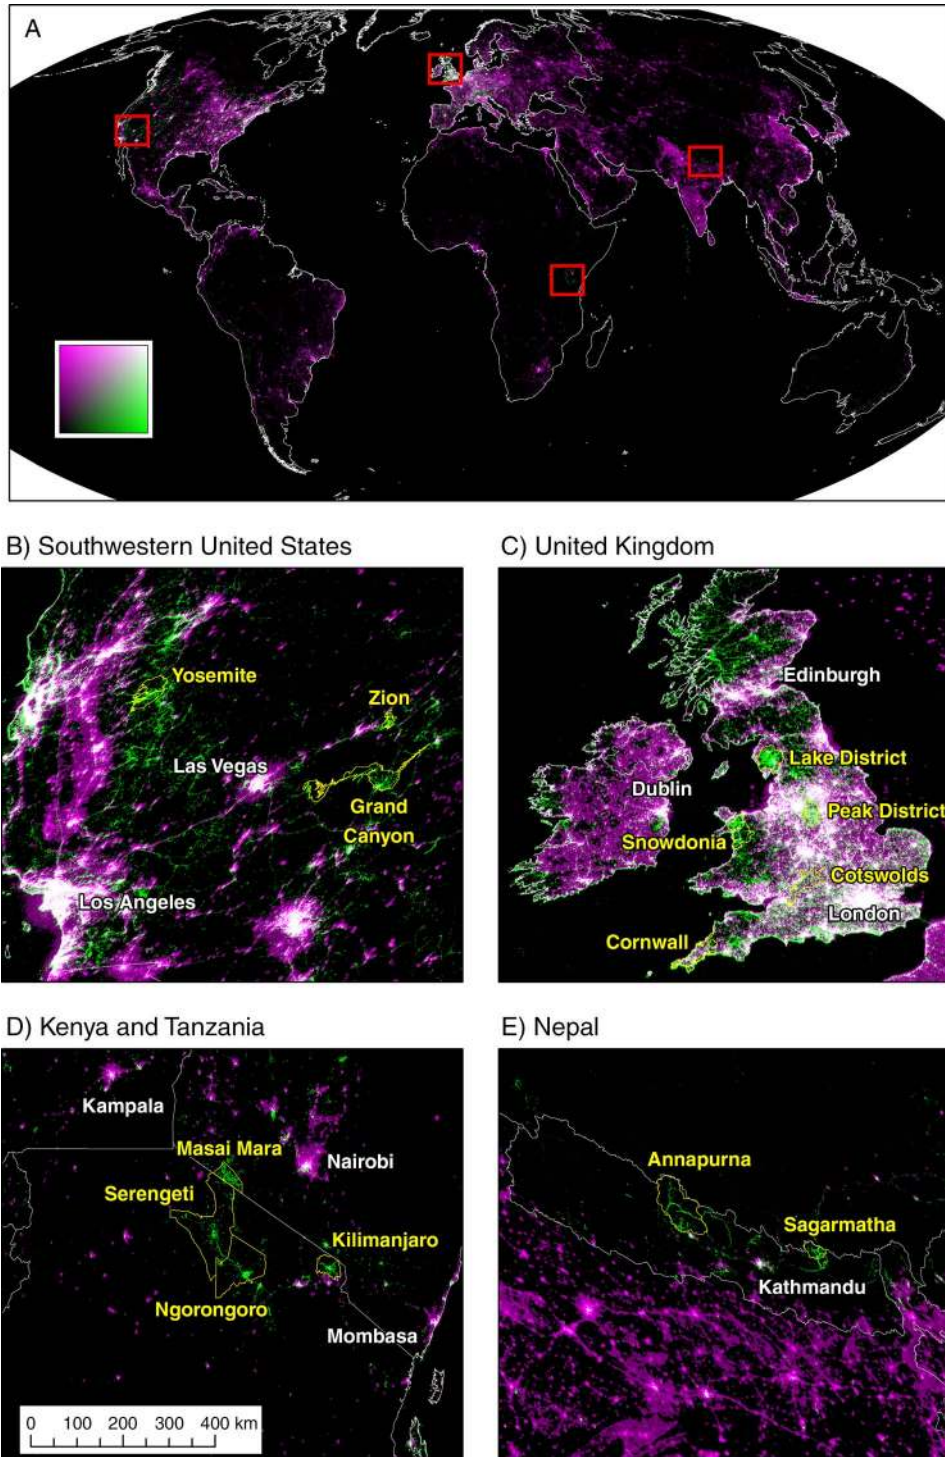 A
B) Southwestern United States
Yosemite
Zion
Las Vegas
Grand
Canyon
Los Angeles
C) United Kingdom
Edinburgh
Lake District
Dublin
Peak District
Snowdonia
Cotswolds
London
Cornwall
D) Kenya and Tanzania
Kampala
Masai Mara
Nairobi
Serengeti
Kilimanjaro
Ngorongoro
Mombasa
0 100 200 300 400 km
E) Nepal
Annapurna
Sagarmatha
Kathmandu